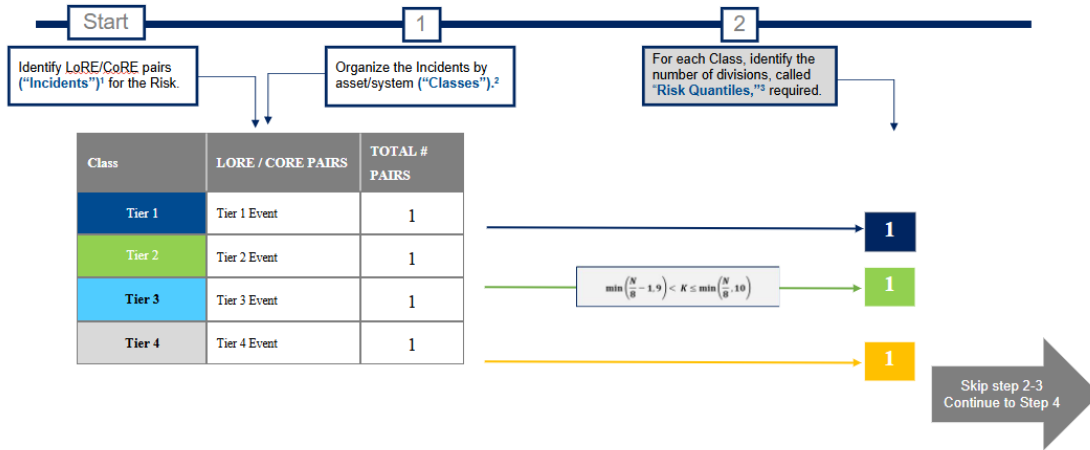 Start
1
2
Identify LoRE/CoRE pairs
("Incidents")¹ for the Risk.
Organize the Incidents by
asset/system ("Classes").²
For each Class, identify the
number of divisions, called
"Risk Quantiles,"³ required.
Class
LORE / CORE PAIRS
TOTAL #
PAIRS
Tier 1
Tier 1 Event
1
Tier 2
Tier 2 Event
1
Tier 3
Tier 3 Event
1
Tier 4
Tier 4 Event
1
1
min(N/8 − 1, 9) < K ≤ min(N/8, 10)
1
1
Skip step 2-3
Continue to Step 4